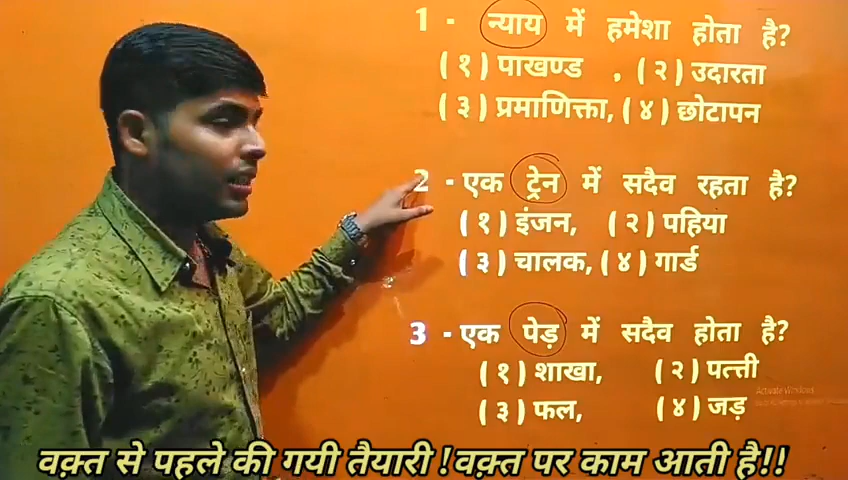 1 - न्याय में हमेशा होता है?
(१) पाखण्ड , (२) उदारता
(३) प्रमाणिक्ता, (४) छोटापन
2 - एक ट्रेन में सदैव रहता है?
(१) इंजन, (२) पहिया
(३) चालक, (४) गार्ड
3 - एक पेड़ में सदैव होता है?
(१) शाखा, (२) पत्ती
(३) फल, (४) जड़
Activate Windows
वक़्त से पहले की गयी तैयारी ! वक़्त पर काम आती है!!